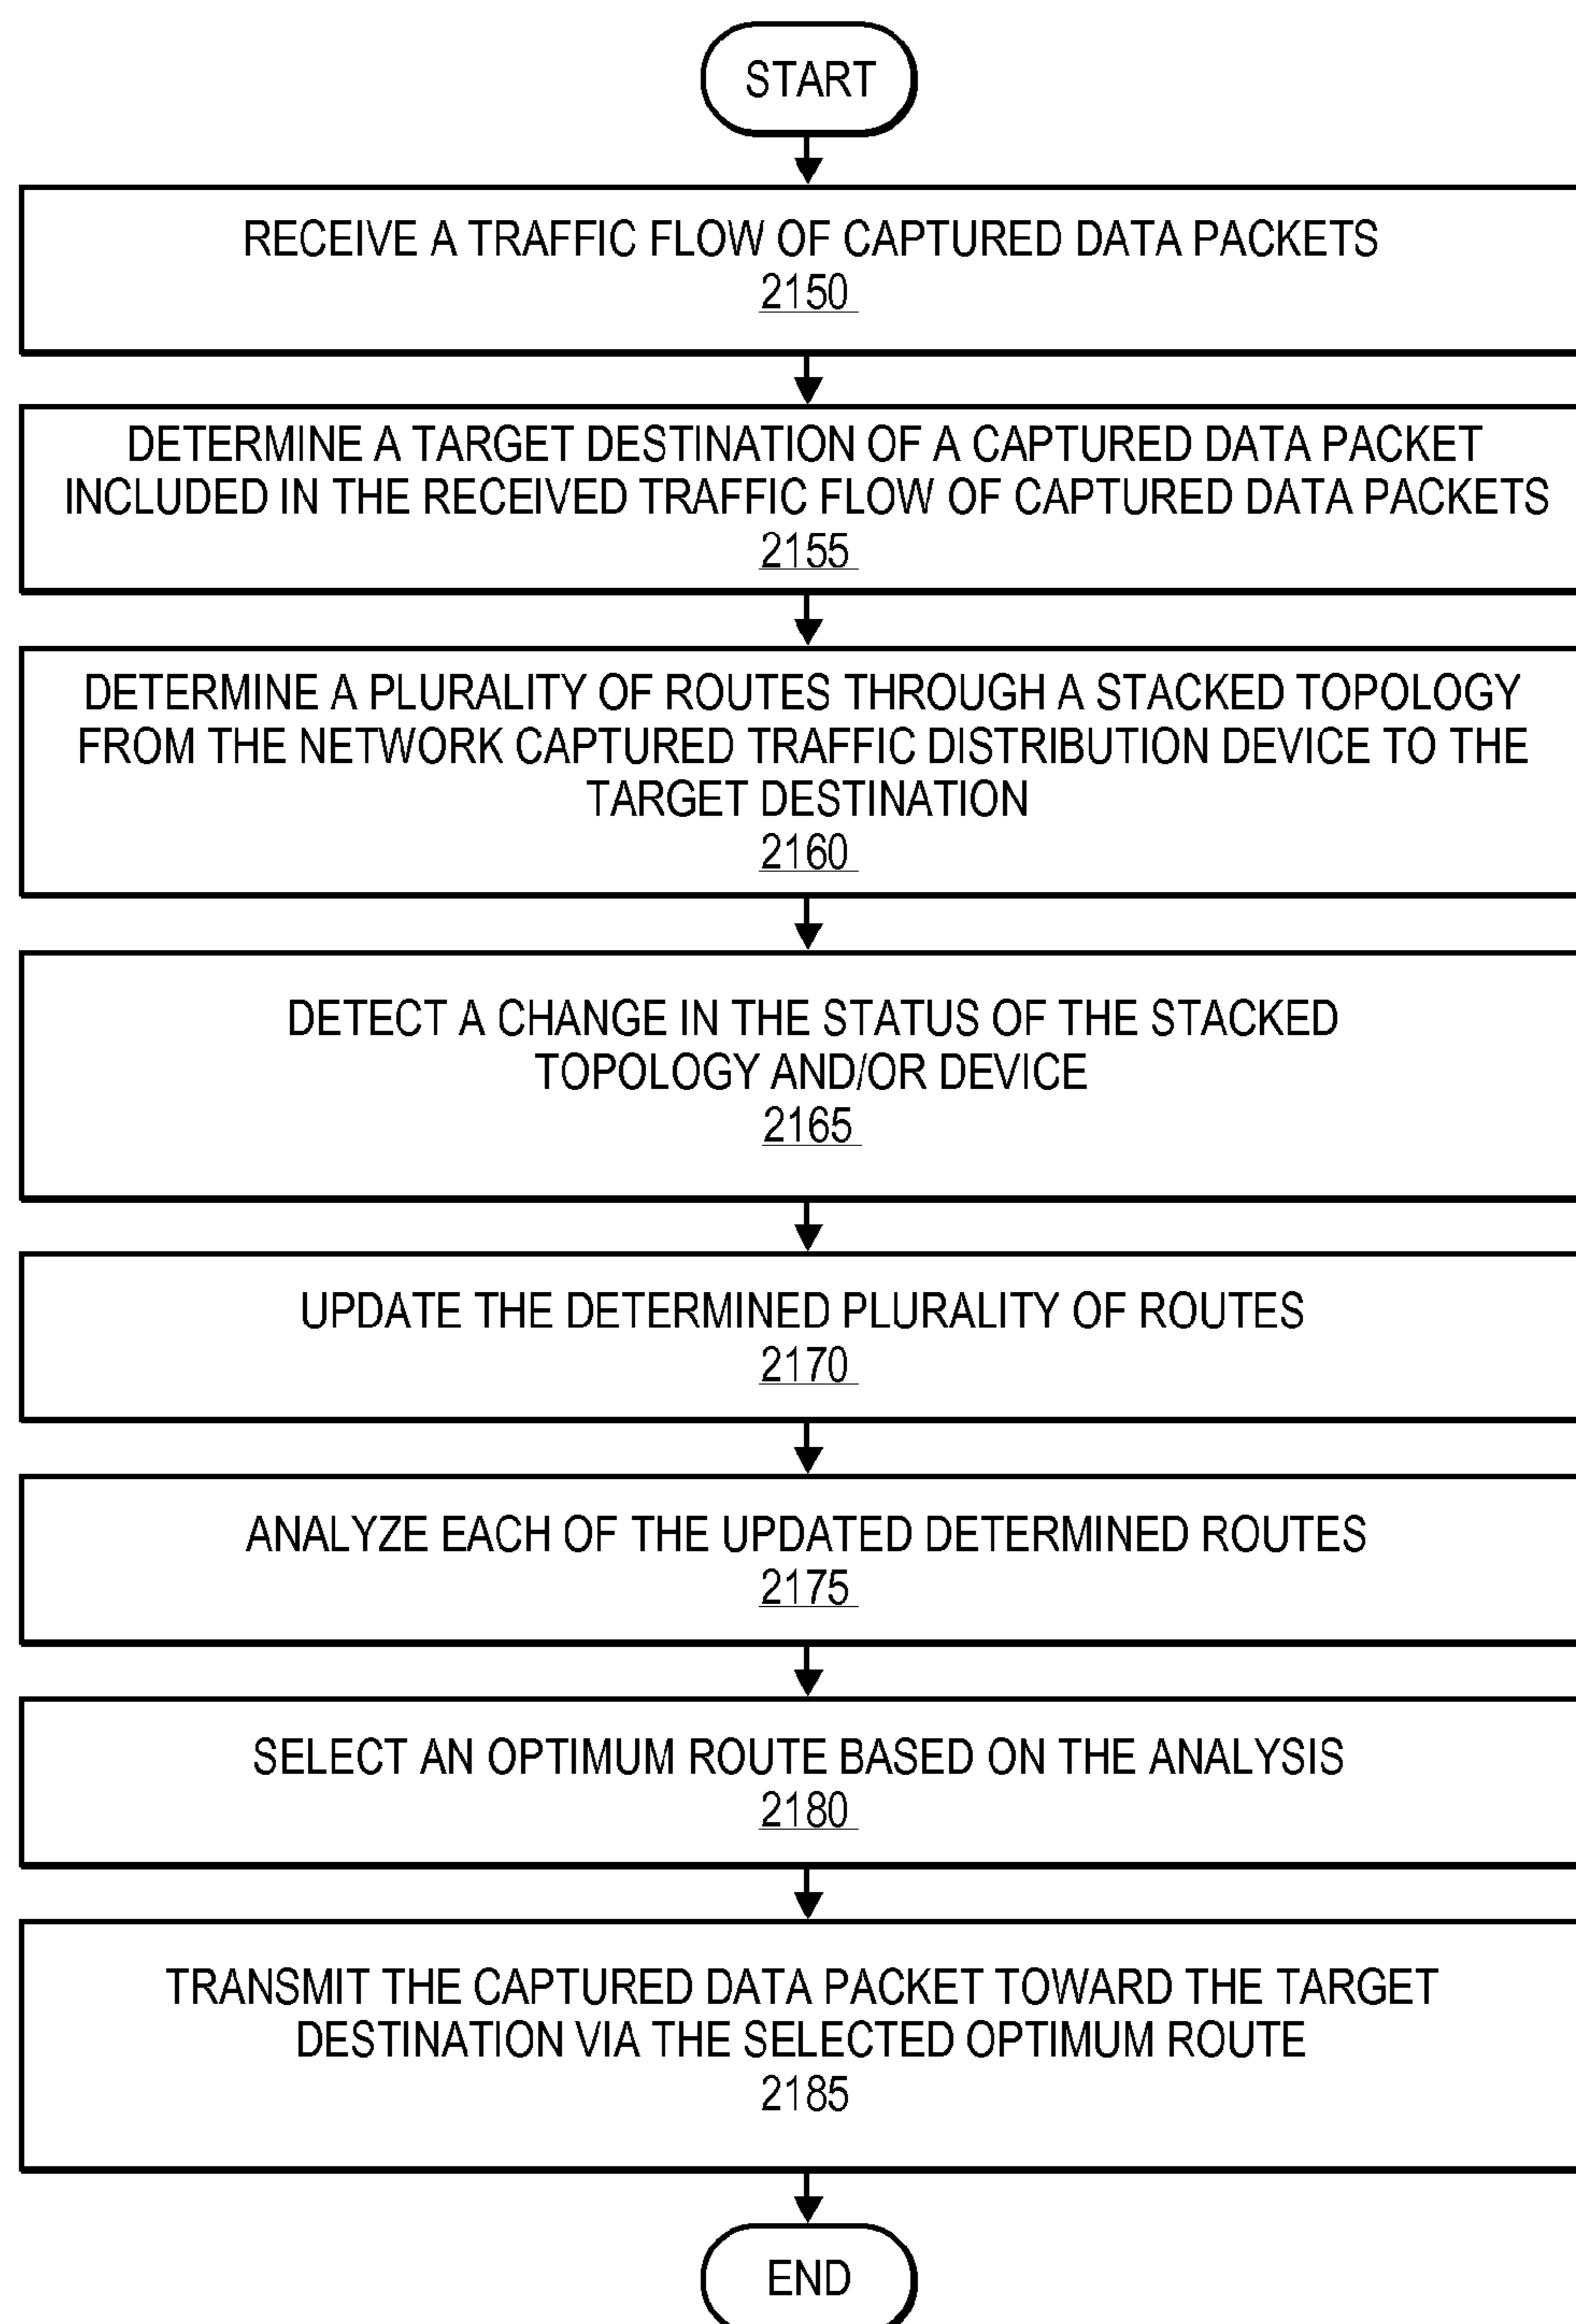 START
RECEIVE A TRAFFIC FLOW OF CAPTURED DATA PACKETS
2150
DETERMINE A TARGET DESTINATION OF A CAPTURED DATA PACKET
INCLUDED IN THE RECEIVED TRAFFIC FLOW OF CAPTURED DATA PACKETS
2155
DETERMINE A PLURALITY OF ROUTES THROUGH A STACKED TOPOLOGY
FROM THE NETWORK CAPTURED TRAFFIC DISTRIBUTION DEVICE TO THE
TARGET DESTINATION
2160
DETECT A CHANGE IN THE STATUS OF THE STACKED
TOPOLOGY AND/OR DEVICE
2165
UPDATE THE DETERMINED PLURALITY OF ROUTES
2170
ANALYZE EACH OF THE UPDATED DETERMINED ROUTES
2175
SELECT AN OPTIMUM ROUTE BASED ON THE ANALYSIS
2180
TRANSMIT THE CAPTURED DATA PACKET TOWARD THE TARGET
DESTINATION VIA THE SELECTED OPTIMUM ROUTE
2185
END